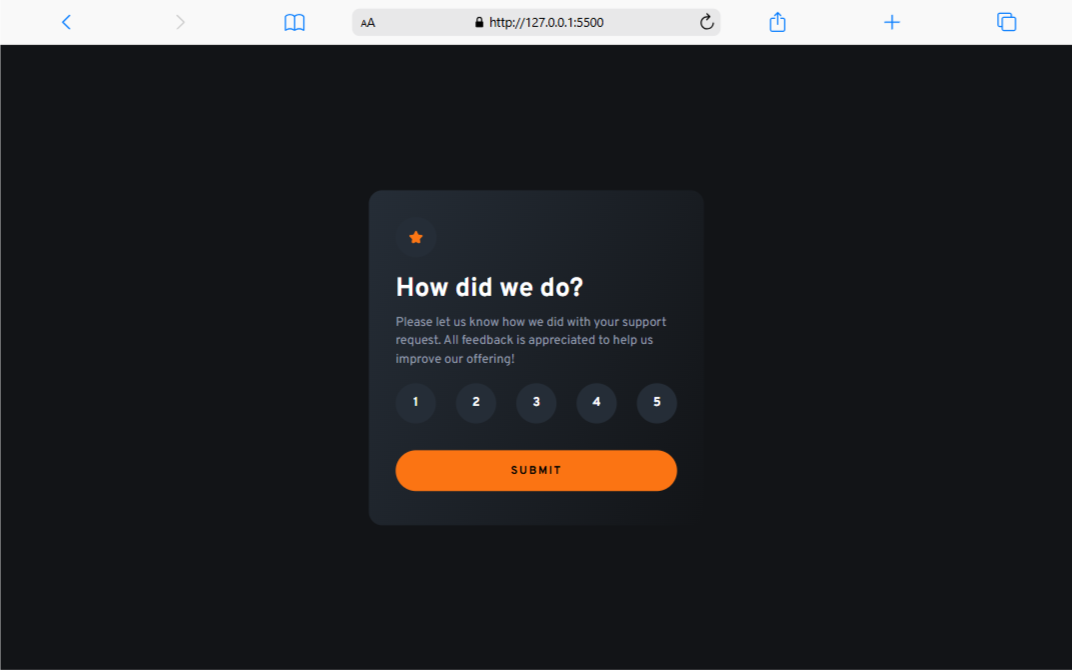 AA
http://127.0.0.1:5500
How did we do?
Please let us know how we did with your support
request. All feedback is appreciated to help us
improve our offering!
1 2 3 4 5
SUBMIT